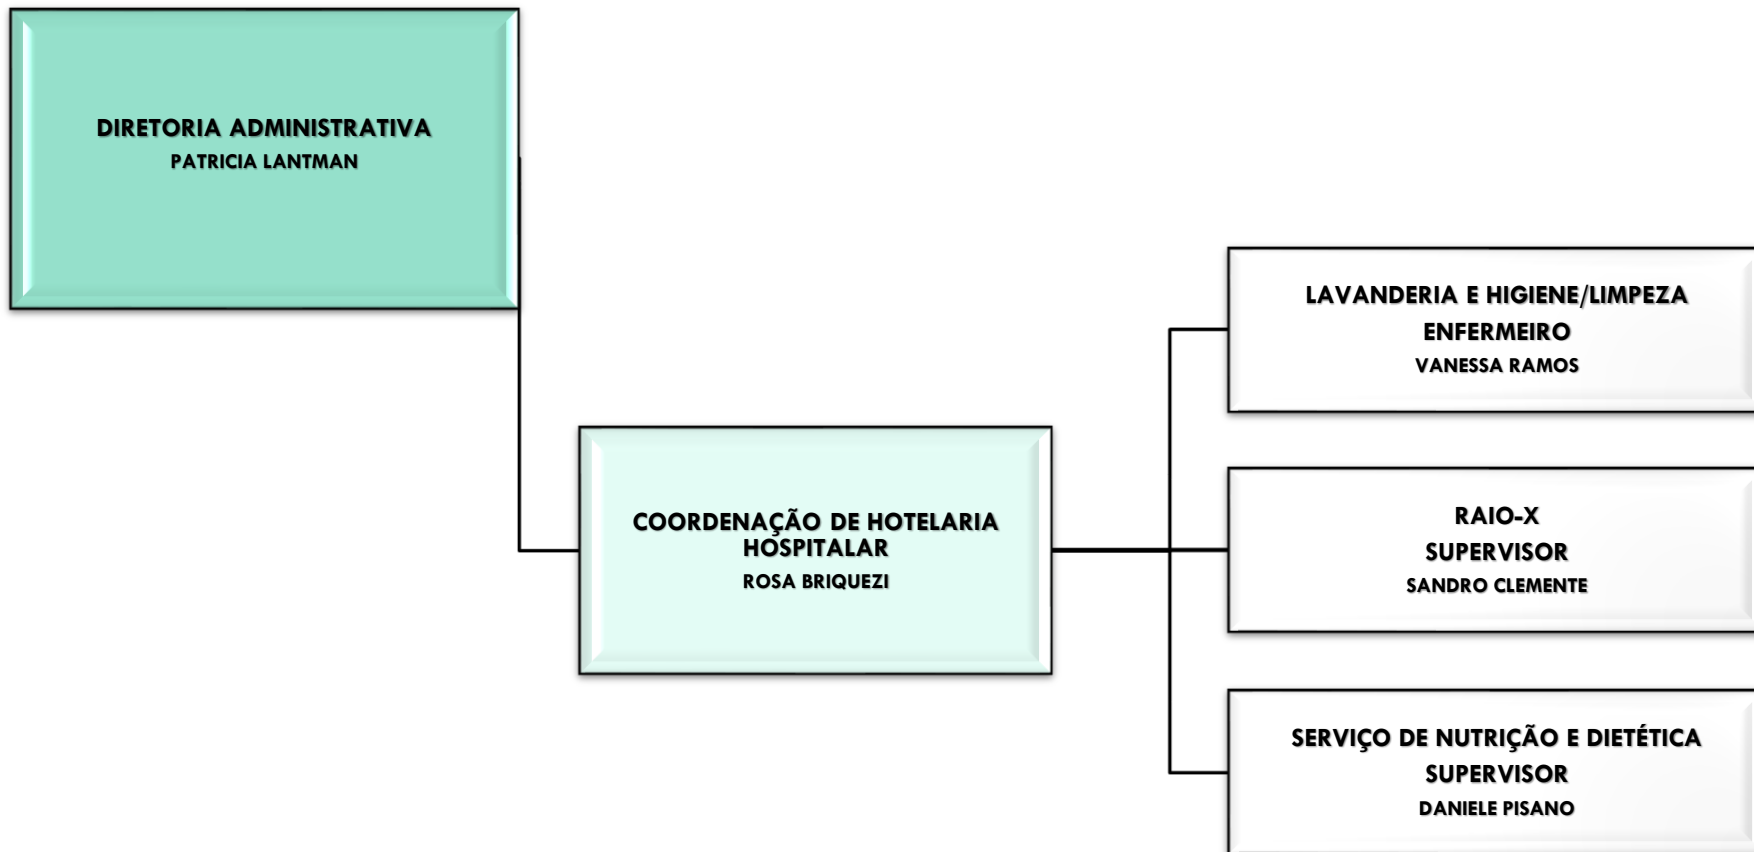 DIRETORIA ADMINISTRATIVA
PATRICIA LANTMAN
COORDENAÇÃO DE HOTELARIA
HOSPITALAR
ROSA BRIQUEZI
LAVANDERIA E HIGIENE/LIMPEZA
ENFERMEIRO
VANESSA RAMOS
RAIO-X
SUPERVISOR
SANDRO CLEMENTE
SERVIÇO DE NUTRIÇÃO E DIETÉTICA
SUPERVISOR
DANIELE PISANO